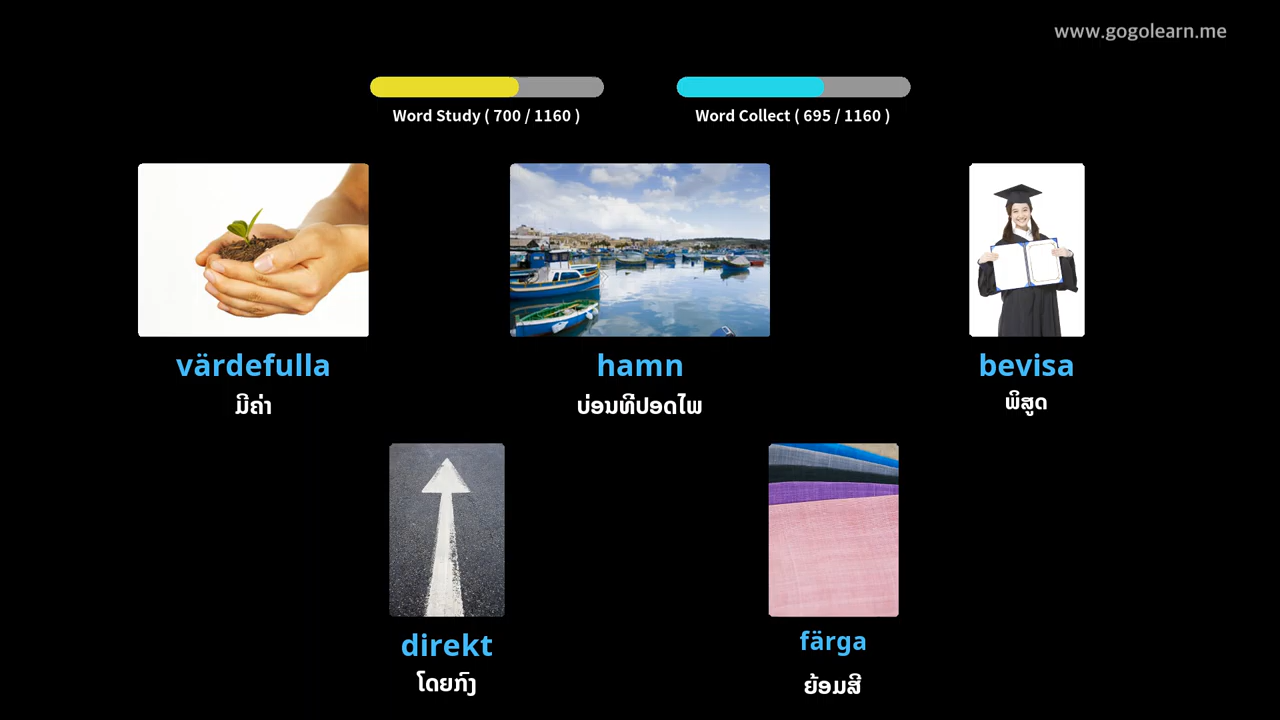 www.gogolearn.me
Word Study ( 700 / 1160 )
Word Collect ( 695 / 1160 )
värdefulla
ມີຄ່າ
hamn
ບ່ອນທີປອດໄພ
bevisa
ພິສູດ
direkt
ໂດຍກົງ
färga
ຍ້ອມສີ